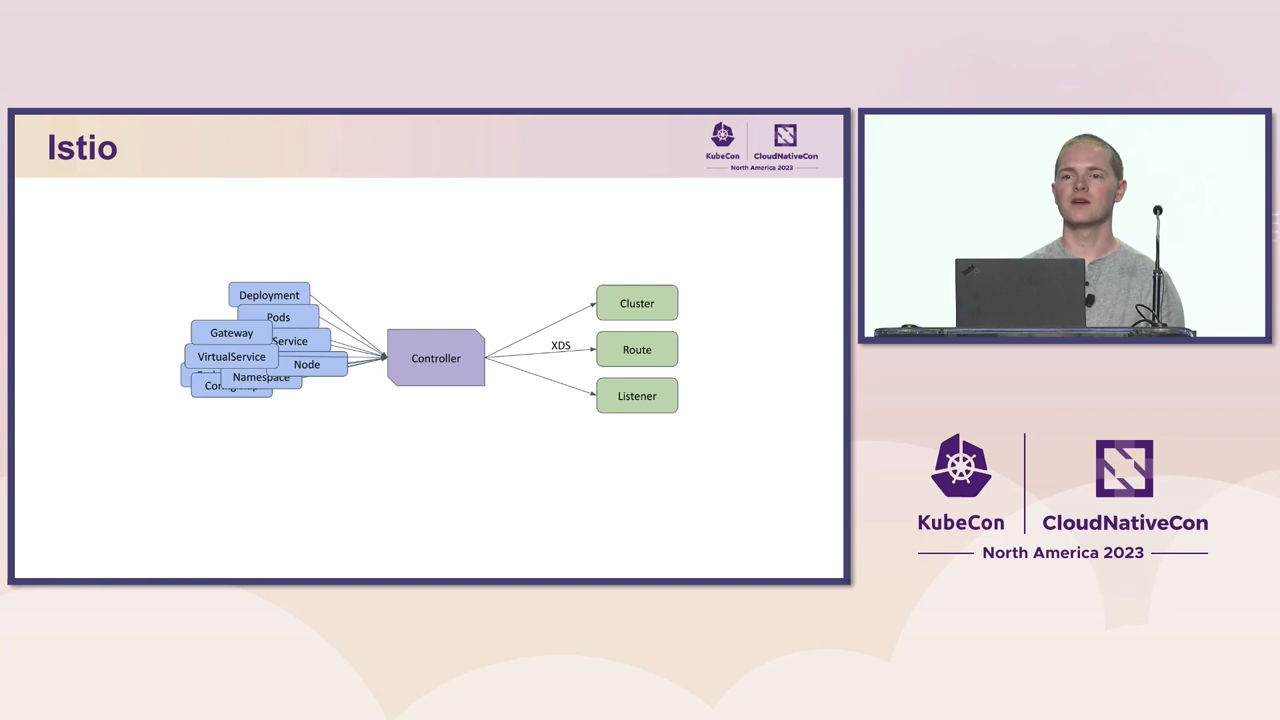 Istio
KubeCon
CloudNativeCon
North America 2023
Deployment
Pods
Gateway
Service
VirtualService
Node
Namespace
Controller
XDS
Cluster
Route
Listener
KubeCon
CloudNativeCon
North America 2023